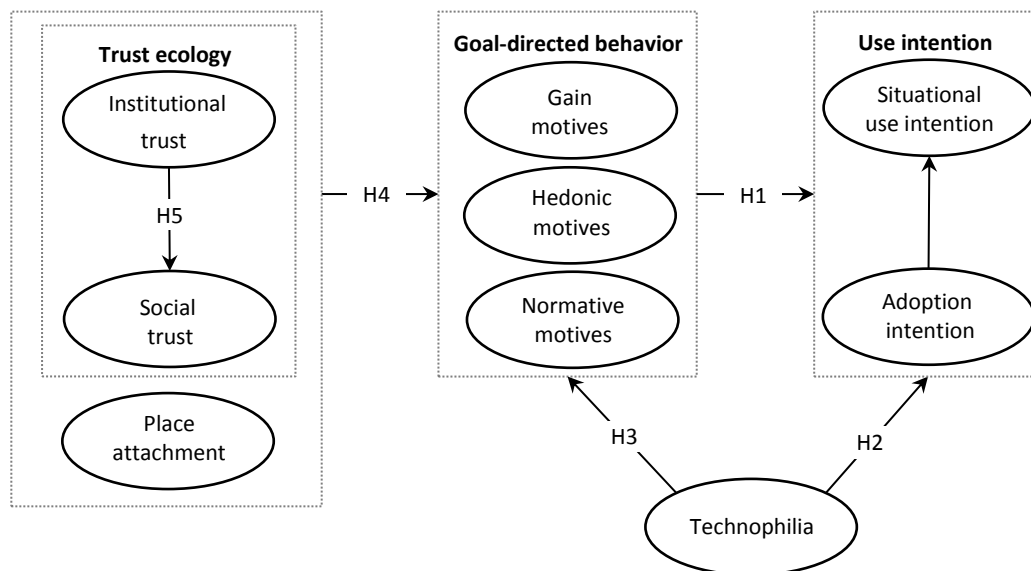 Trust ecology
Institutional
trust
H5
Social
trust
Place
attachment
H4
Goal-directed behavior
Gain
motives
Hedonic
motives
Normative
motives
H1
Use intention
Situational
use intention
Adoption
intention
H3
H2
Technophilia